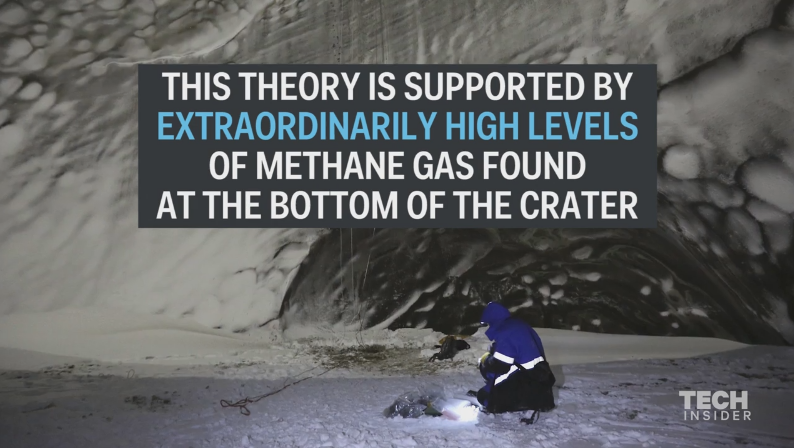 THIS THEORY IS SUPPORTED BY
EXTRAORDINARILY HIGH LEVELS
OF METHANE GAS FOUND
AT THE BOTTOM OF THE CRATER
TECH
INSIDER